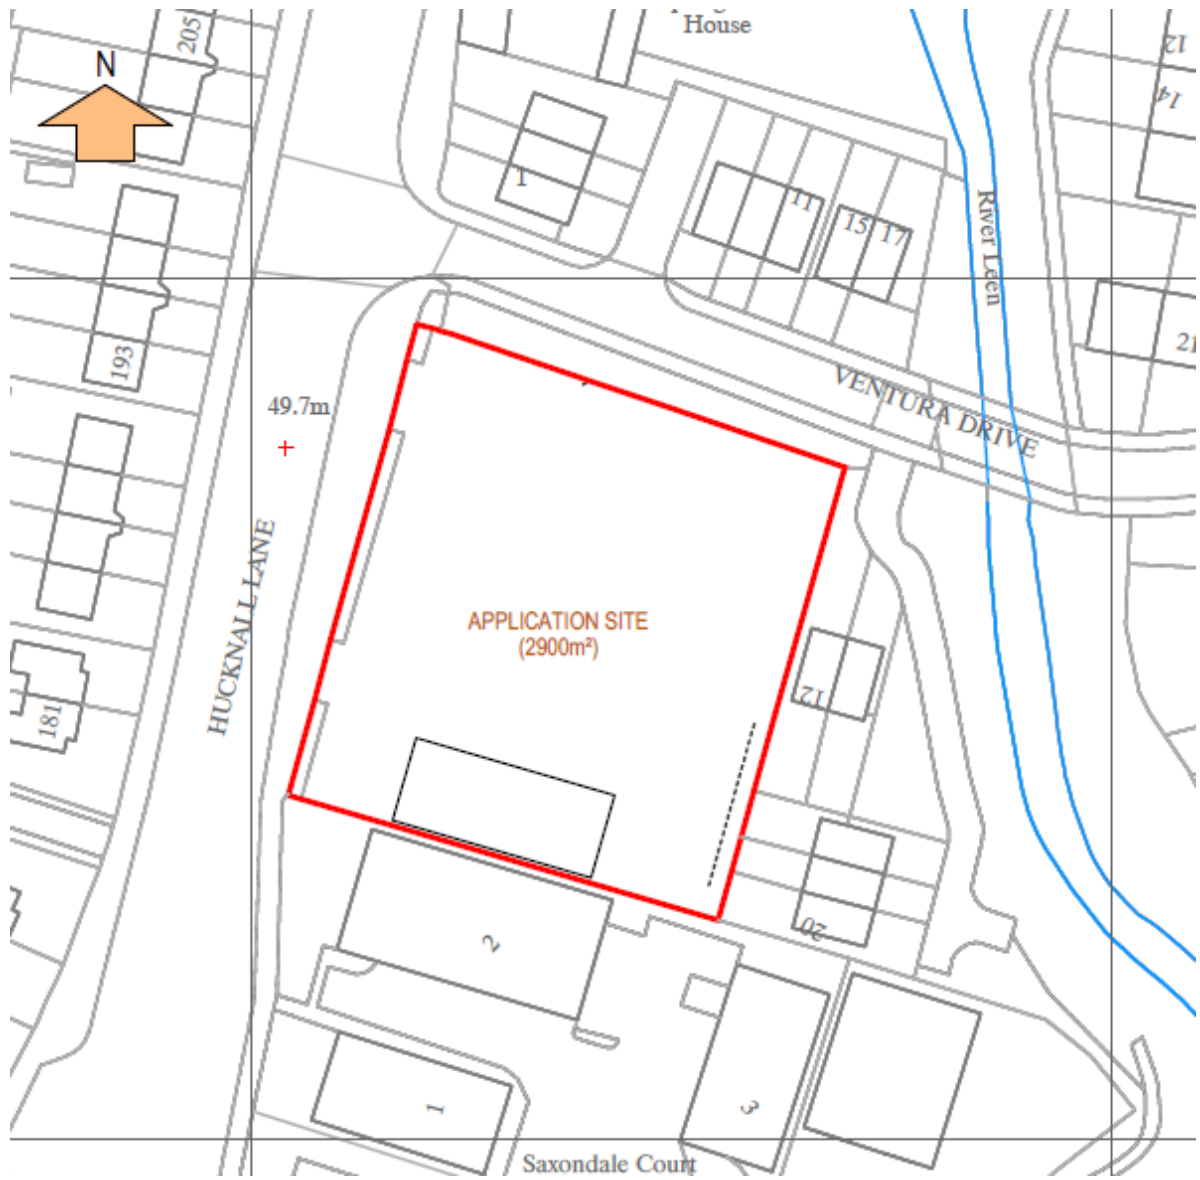 House
205
N
12
14
1
11
15
17
River Leen
193
21
49.7m
VENTURA DRIVE
HUCKNALL LANE
APPLICATION SITE
(2900m²)
12
181
20
2
1
3
Saxondale Court